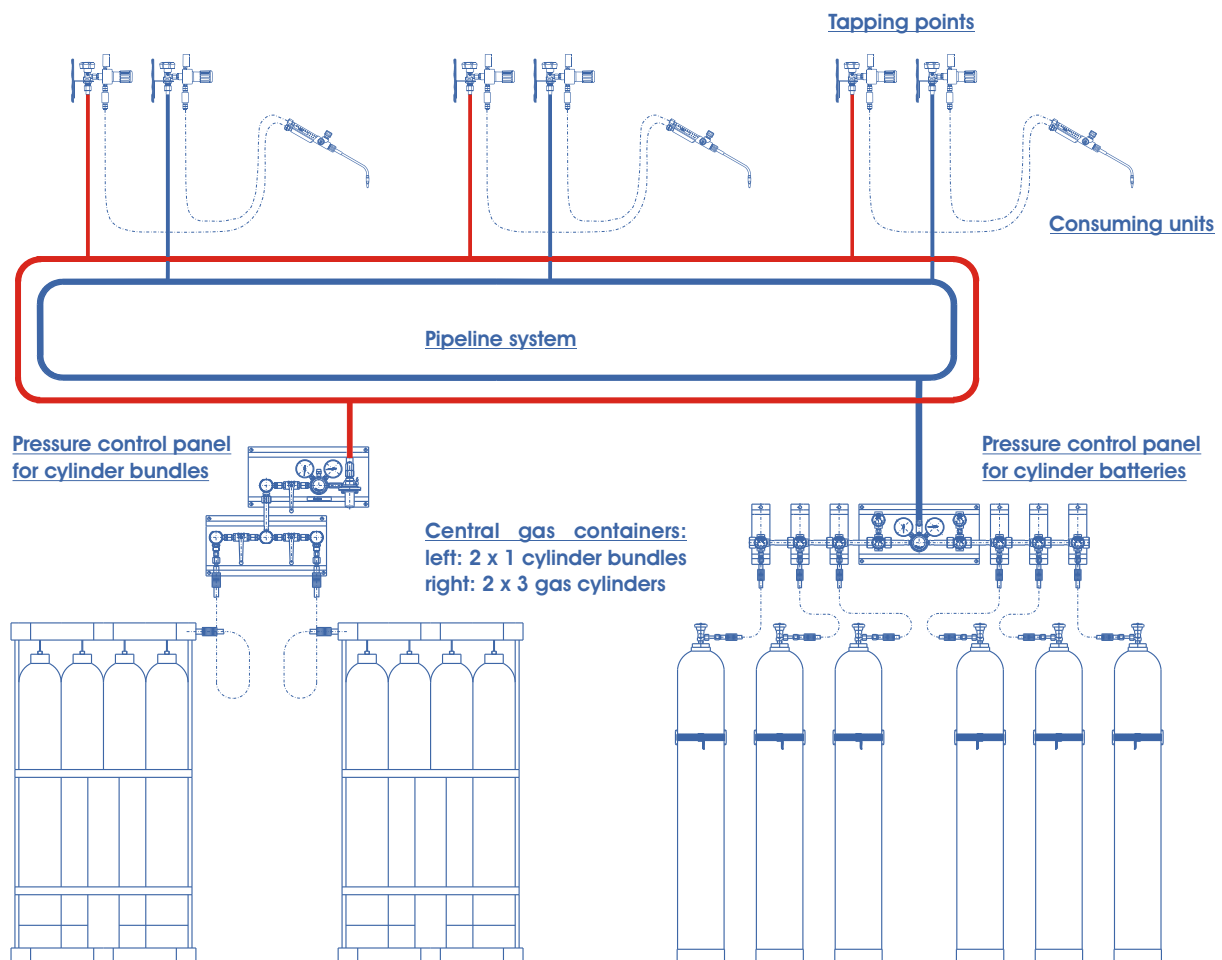 Tapping points
Consuming units
Pipeline system
Pressure control panel
for cylinder bundles
Pressure control panel
for cylinder batteries
Central gas containers:
left: 2 x 1 cylinder bundles
right: 2 x 3 gas cylinders